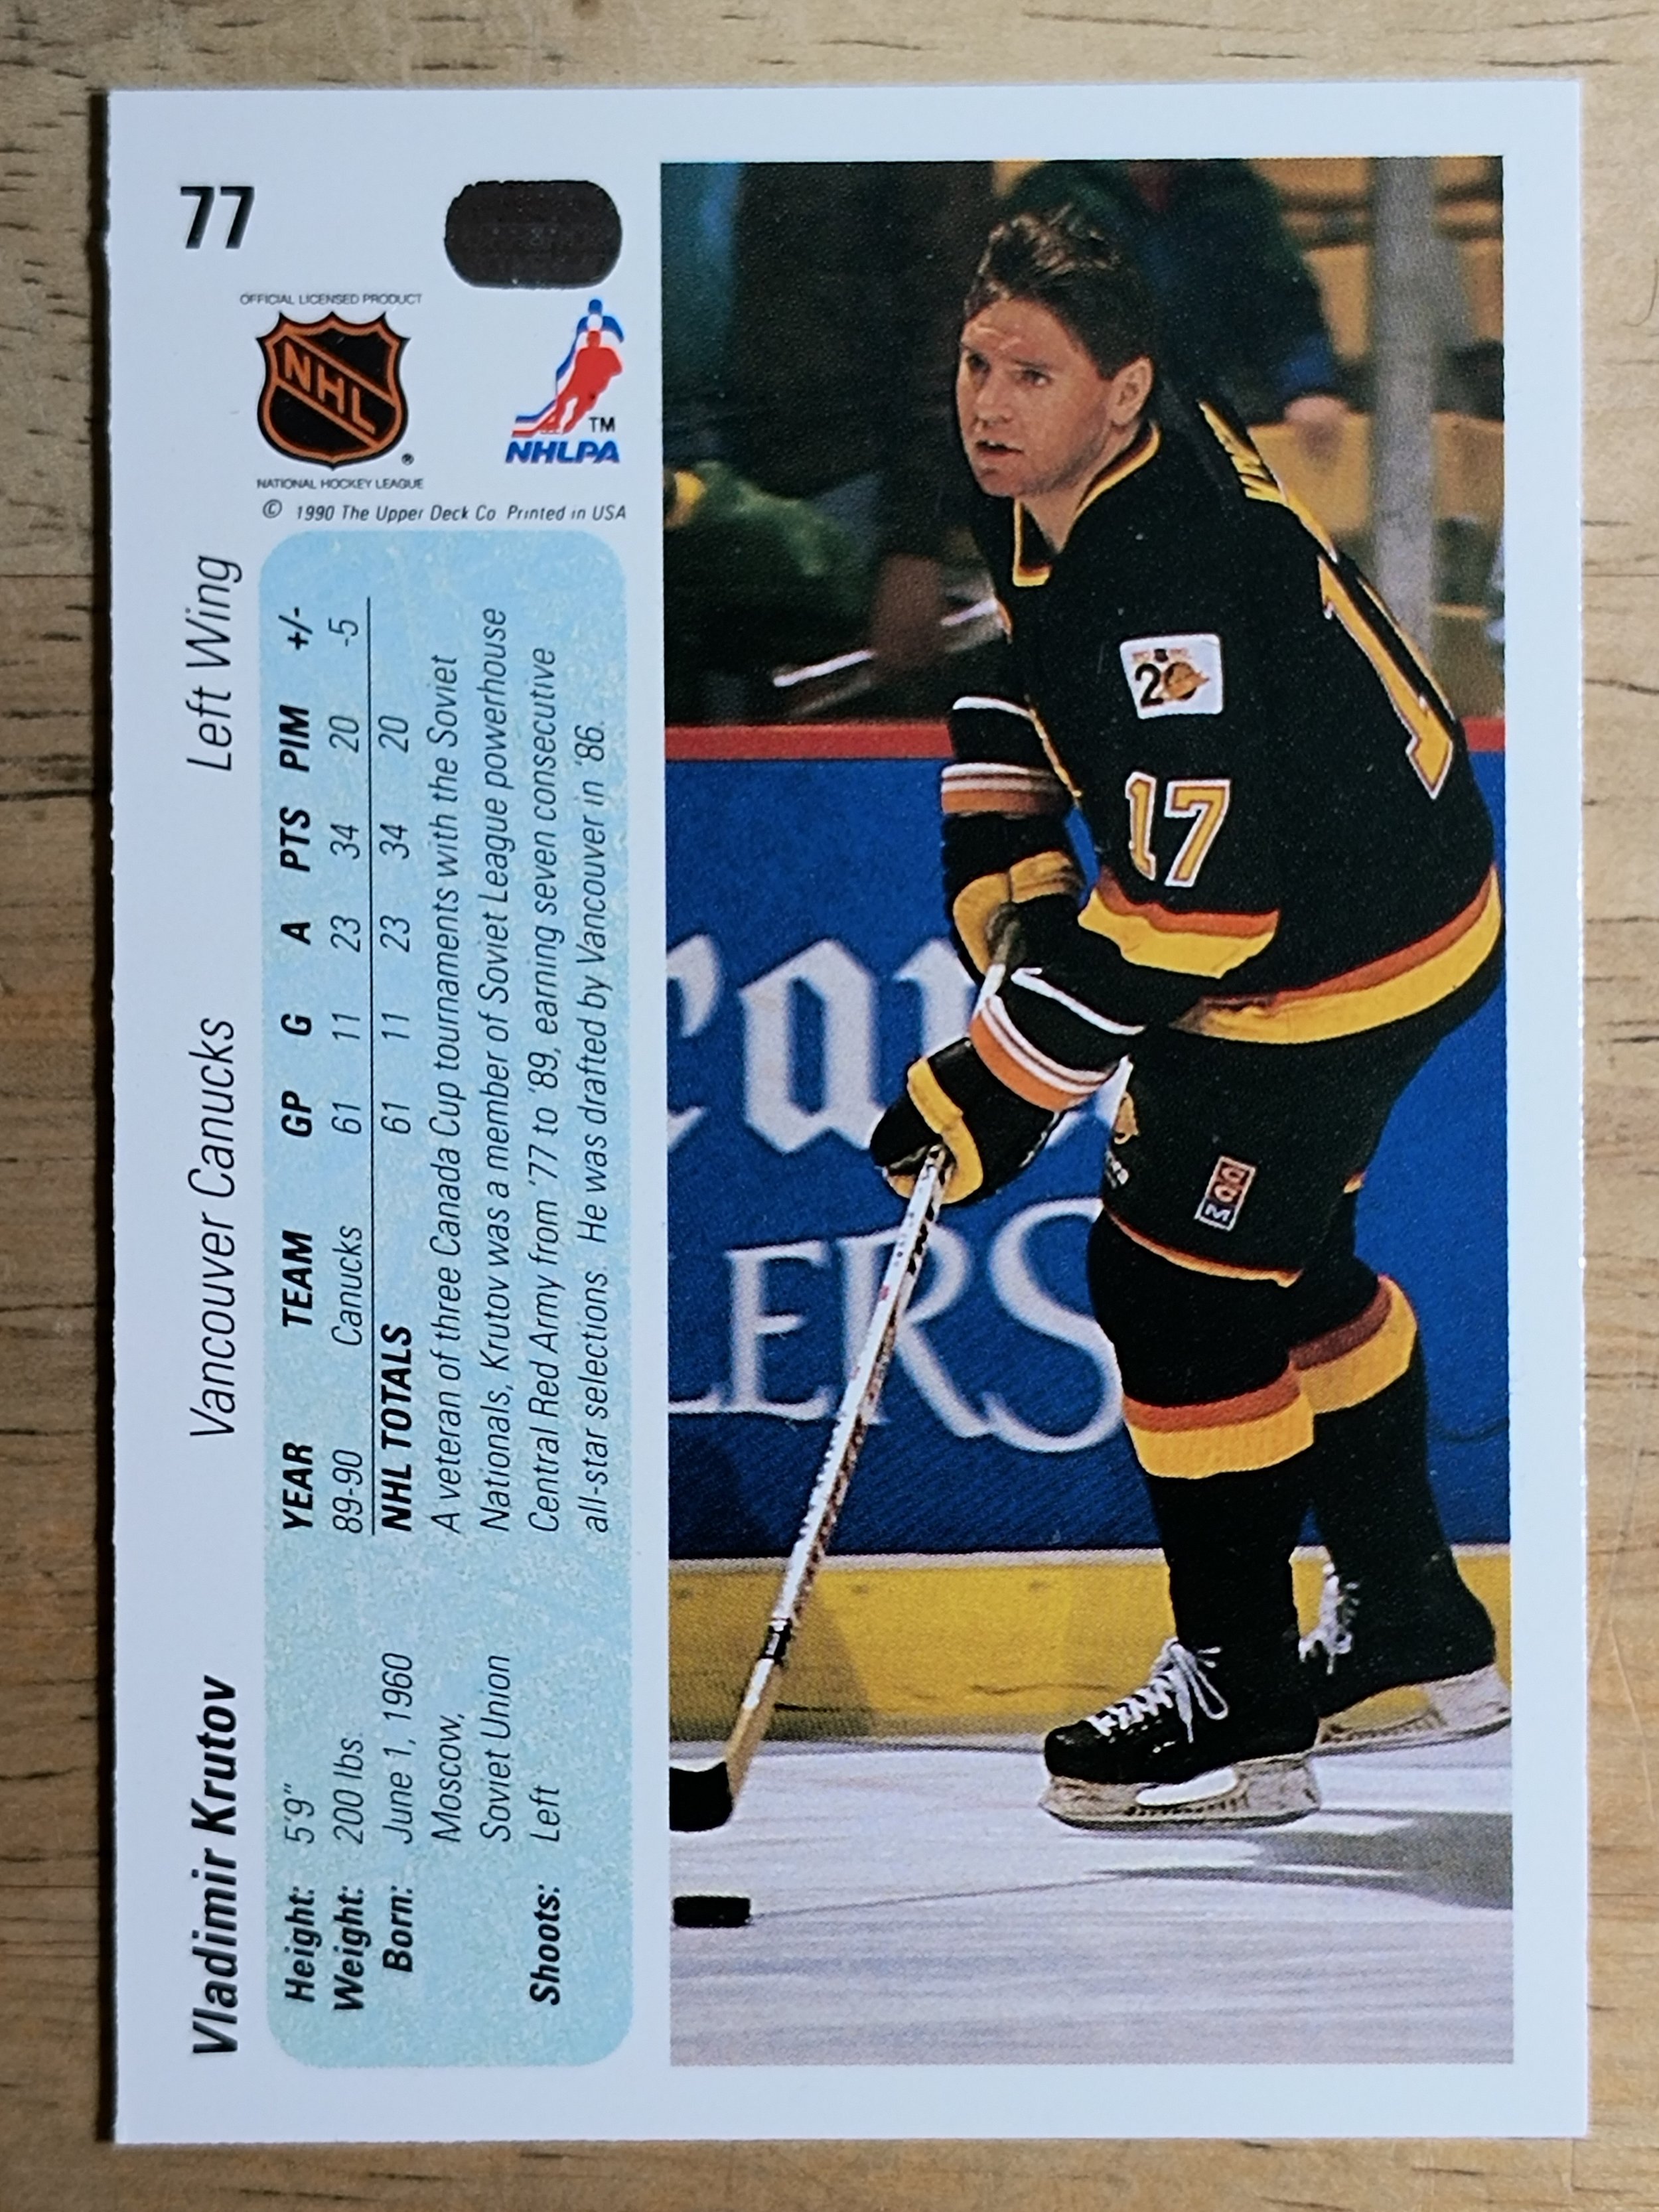 Vladimir Krutov Vancouver Canucks Left Wing 77
Height: 5'9"
Weight: 200 lbs.
Born: June 1, 1960
Moscow,
Soviet Union
Shoots: Left
YEAR TEAM GP G A PTS PIM +/-
89-90 Canucks 61 11 23 34 20 -5
NHL TOTALS 61 11 23 34 20
A veteran of three Canada Cup tournaments with the Soviet
Nationals, Krutov was a member of Soviet League powerhouse
Central Red Army from '77 to '89, earning seven consecutive
all-star selections. He was drafted by Vancouver in '86.
OFFICIAL LICENSED PRODUCT
NHL
®
NATIONAL HOCKEY LEAGUE
TM
NHLPA
© 1990 The Upper Deck Co. Printed in USA
20
17
17
LERS